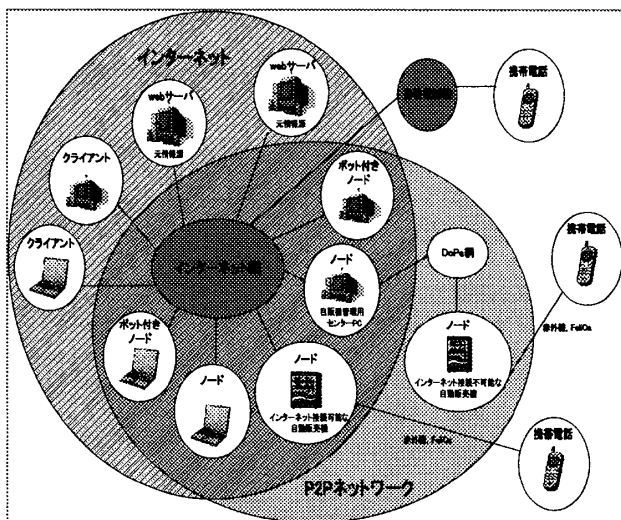 インターネット
webサーバ
元情報源
webサーバ
元情報源
携帯電話
クライアント
ボット付き
ノード
クライアント
インターネット網
ノード
自販機管理用
センターPC
DoPa網
携帯電話
ボット付き
ノード
ノード
ノード
インターネット接続可能な
自動販売機
ノード
インターネット接続不可能な
自動販売機
赤外線, FeliCa
赤外線, FeliCa
携帯電話
P2Pネットワーク